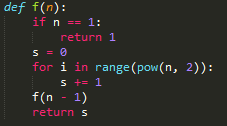 def f(n):
    if n == 1:
        return 1
    s = 0
    for i in range(pow(n, 2)):
        s += 1
    f(n - 1)
    return s